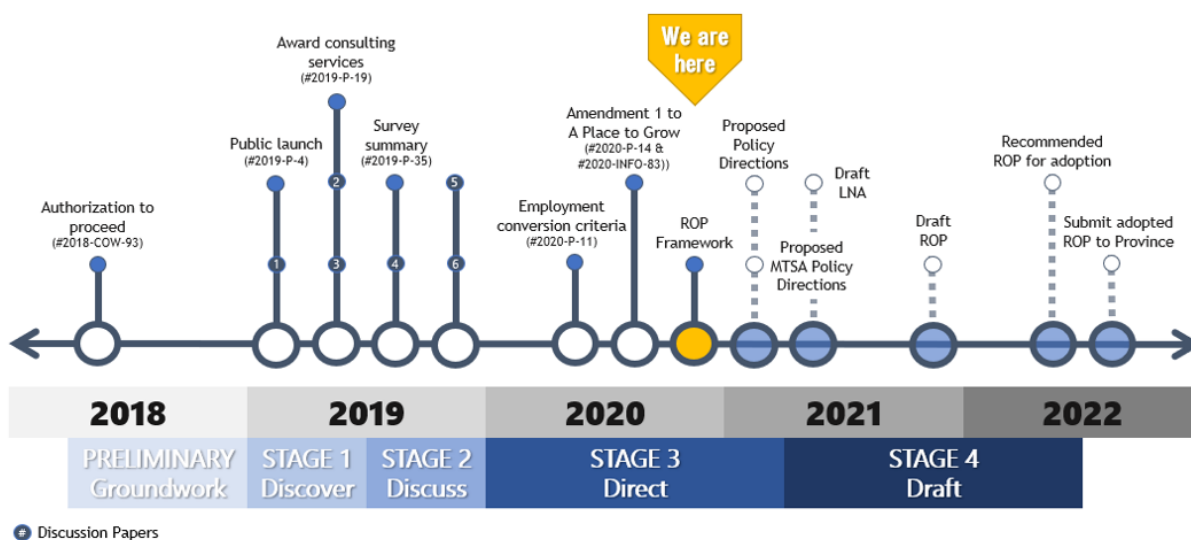 We are
here
Award consulting
services
(#2019-P-19)
Public launch
(#2019-P-4)
Survey
summary
(#2019-P-35)
Amendment 1 to
A Place to Grow
(#2020-P-14 &
#2020-INFO-83))
Proposed
Policy
Directions
Draft
LNA
Recommended
ROP for adoption
Authorization to
proceed
(#2018-COW-93)
Employment
conversion criteria
(#2020-P-11)
ROP
Framework
Proposed
MTSA Policy
Directions
Draft
ROP
Submit adopted
ROP to Province
2
5
1
3
4
6
2018
2019
2020
2021
2022
PRELIMINARY
Groundwork
STAGE 1
Discover
STAGE 2
Discuss
STAGE 3
Direct
STAGE 4
Draft
# Discussion Papers